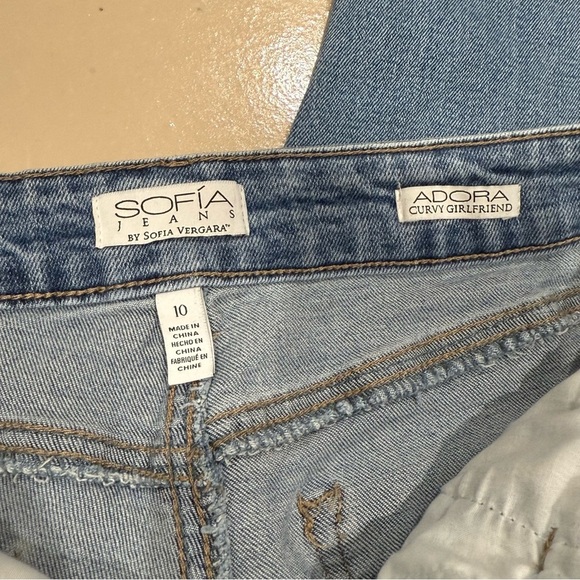 SOFÍA
JEANS
BY SOFIA VERGARA™
ADORA
CURVY GIRLFRIEND
10
MADE IN
CHINA
HECHO EN
CHINA
FABRIQUÉ EN
CHINE